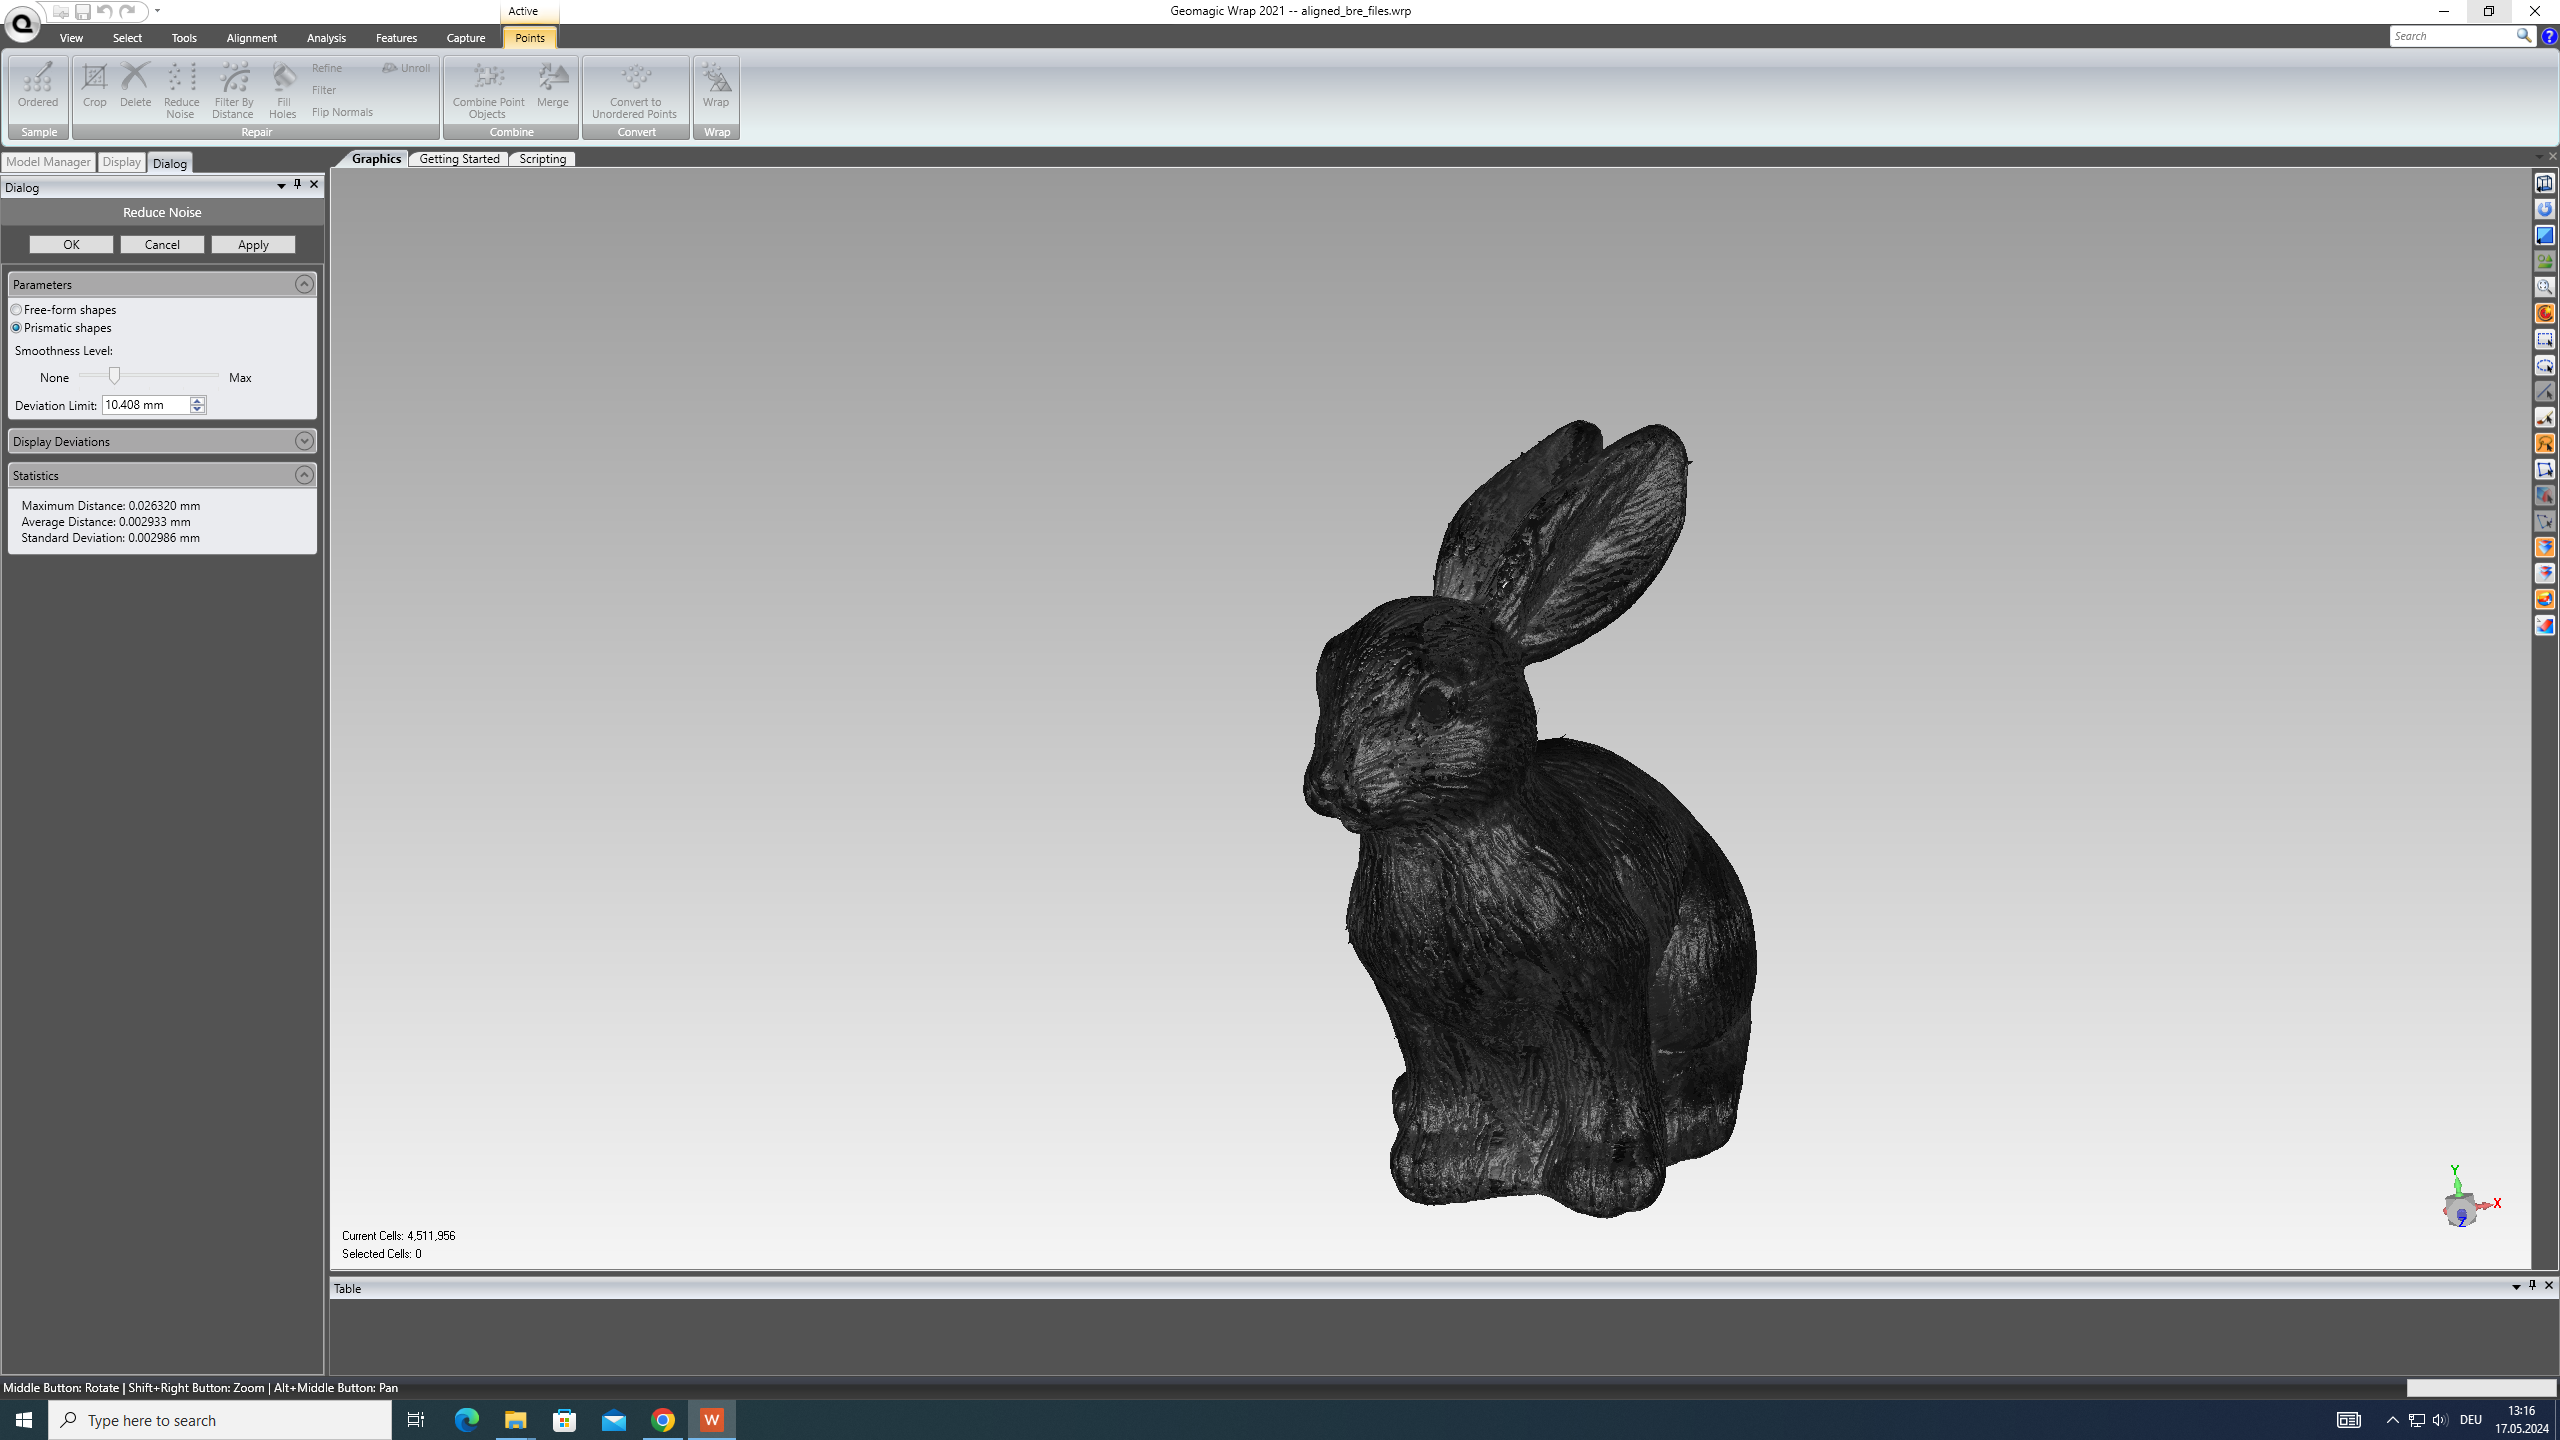 Active
Geomagic Wrap 2021 -- aligned_bre_files.wrp
View Select Tools Alignment Analysis Features Capture Points
Search
Ordered
Sample
Crop
Delete
Reduce
Noise
Filter By
Distance
Fill
Holes
Refine
Filter
Flip Normals
Unroll
Repair
Combine Point
Objects
Merge
Combine
Convert to
Unordered Points
Convert
Wrap
Wrap
Model Manager Display Dialog
Graphics Getting Started Scripting
Dialog
Reduce Noise
OK Cancel Apply
Parameters
Free-form shapes
Prismatic shapes
Smoothness Level:
None Max
Deviation Limit: 10.408 mm
Display Deviations
Statistics
Maximum Distance: 0.026320 mm
Average Distance: 0.002933 mm
Standard Deviation: 0.002986 mm
Y
X
Z
Current Cells: 4,511,956
Selected Cells: 0
Table
Middle Button: Rotate | Shift+Right Button: Zoom | Alt+Middle Button: Pan
Type here to search
W
DEU
13:16
17.05.2024